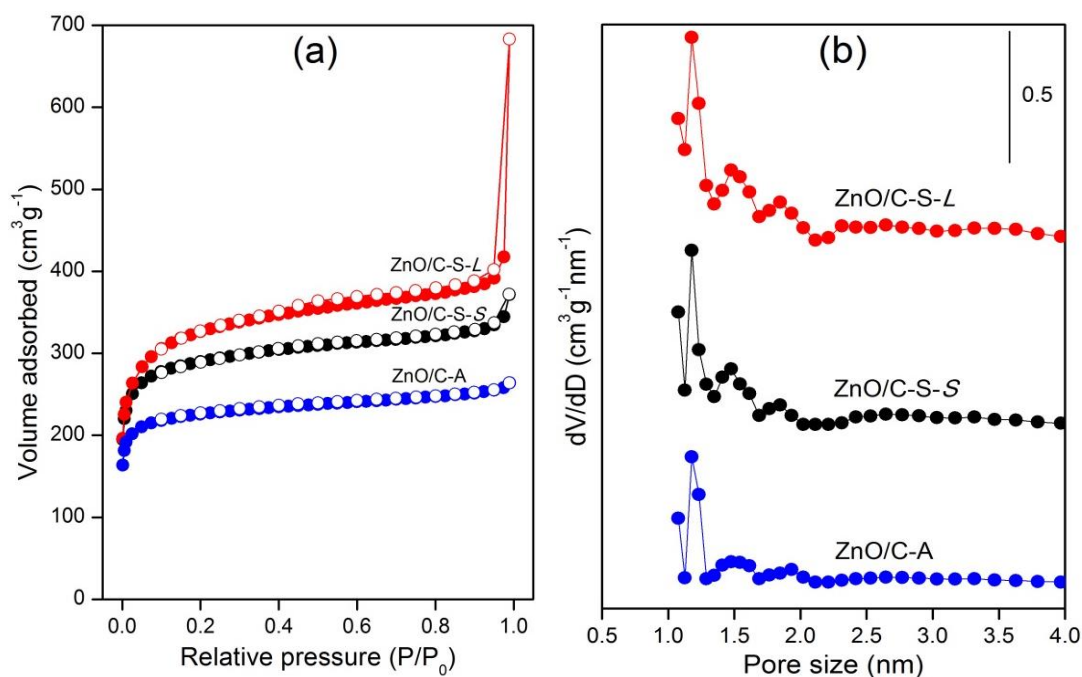 (a)
Volume adsorbed (cm³g⁻¹)
700
600
500
400
300
200
100
0
ZnO/C-S-L
ZnO/C-S-S
ZnO/C-A
0.0 0.2 0.4 0.6 0.8 1.0
Relative pressure (P/P₀)
(b)
dV/dD (cm³g⁻¹nm⁻¹)
0.5
ZnO/C-S-L
ZnO/C-S-S
ZnO/C-A
0.5 1.0 1.5 2.0 2.5 3.0 3.5 4.0
Pore size (nm)